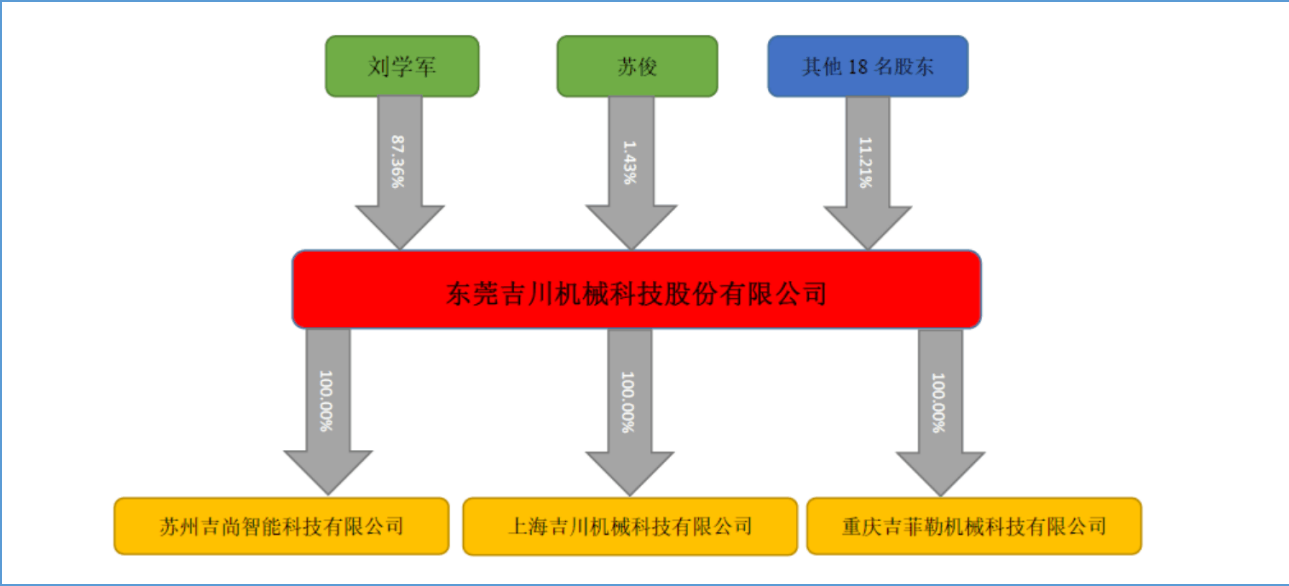 刘学军
苏俊
其他 18 名股东
87.36%
1.43%
11.21%
东莞吉川机械科技股份有限公司
100.00%
100.00%
100.00%
苏州吉尚智能科技有限公司
上海吉川机械科技有限公司
重庆吉菲勒机械科技有限公司